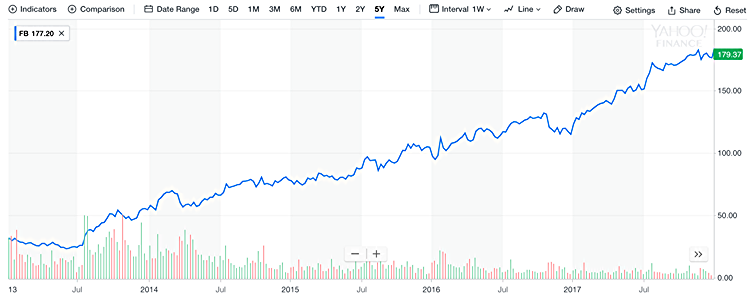 Indicators Comparison Date Range 1D 5D 1M 3M 6M YTD 1Y 2Y 5Y Max Interval 1W Line Draw Settings Share Reset
FB 177.20
YAHOO!
FINANCE
200.00
179.37
150.00
100.00
50.00
0.00
13 Jul 2014 Jul 2015 Jul 2016 Jul 2017 Jul